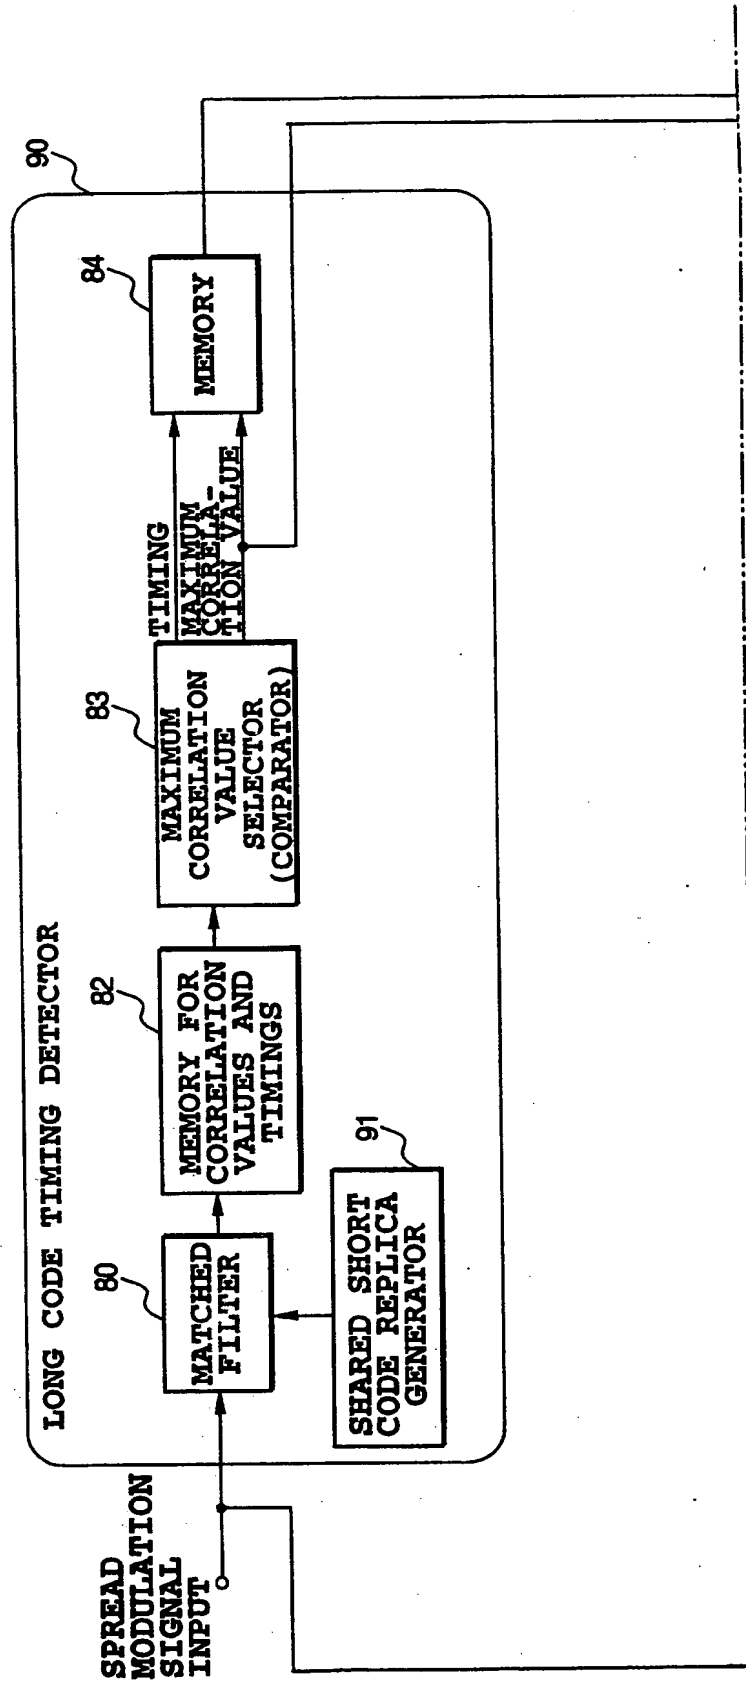 SPREAD
MODULATION
SIGNAL
INPUT
LONG CODE TIMING DETECTOR
90
80
MATCHED
FILTER
91
SHARED SHORT
CODE REPLICA
GENERATOR
82
MEMORY FOR
CORRELATION
VALUES AND
TIMINGS
83
MAXIMUM
CORRELATION
VALUE
SELECTOR
(COMPARATOR)
TIMING
MAXIMUM
CORRELA-
TION VALUE
84
MEMORY